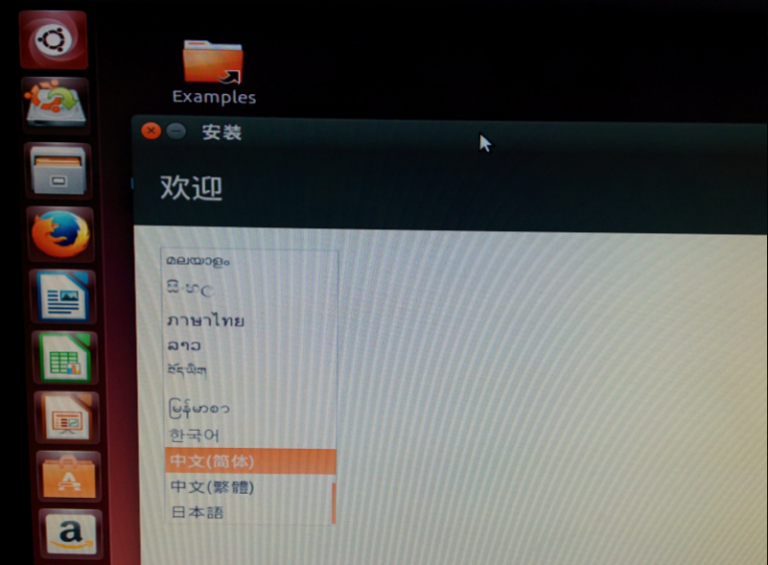 Examples
安装
欢迎
മലയാളം
සිංහල
ภาษาไทย
ລາວ
བོད་ཡིག
မြန်မာစာ
한국어
中文(简体)
中文(繁體)
日本語
a